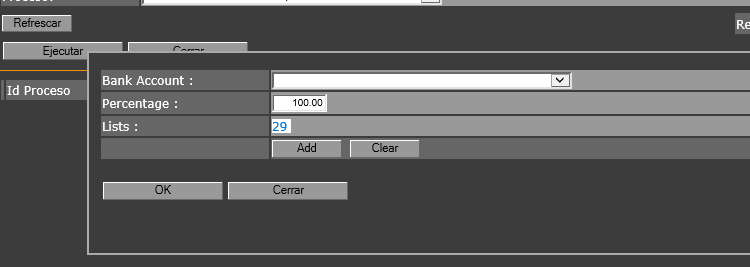 Refrescar
Re
Ejecutar
Cerrar
Id Proceso
Bank Account :
Percentage :
100.00
Lists :
29
Add
Clear
OK
Cerrar